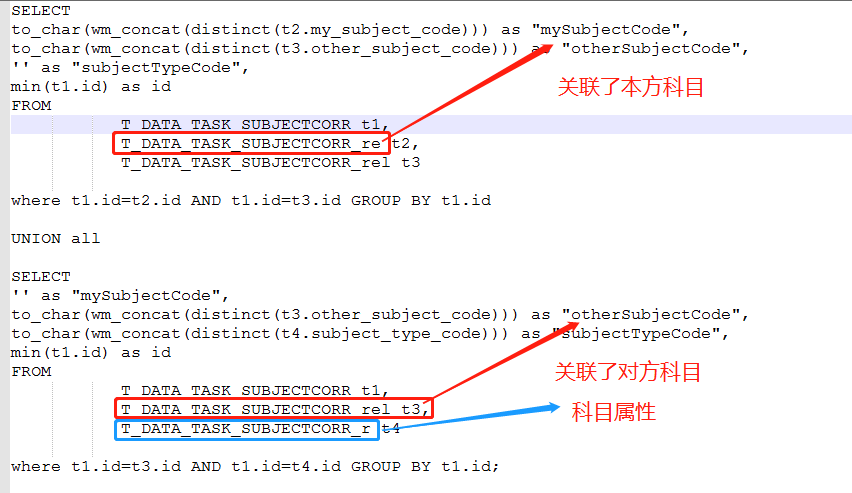 SELECT
to_char(wm_concat(distinct(t2.my_subject_code))) as "mySubjectCode",
to_char(wm_concat(distinct(t3.other_subject_code))) as "otherSubjectCode",
'' as "subjectTypeCode",
min(t1.id) as id
关联了本方科目
FROM
T_DATA_TASK_SUBJECTCORR t1,
T_DATA_TASK_SUBJECTCORR_re t2,
T_DATA_TASK_SUBJECTCORR_rel t3
where t1.id=t2.id AND t1.id=t3.id GROUP BY t1.id
UNION all
SELECT
'' as "mySubjectCode",
to_char(wm_concat(distinct(t3.other_subject_code))) as "otherSubjectCode",
to_char(wm_concat(distinct(t4.subject_type_code))) as "subjectTypeCode",
min(t1.id) as id
FROM
关联了对方科目
T_DATA_TASK_SUBJECTCORR t1,
T_DATA_TASK_SUBJECTCORR_rel t3,
科目属性
T_DATA_TASK_SUBJECTCORR_r t4
where t1.id=t3.id AND t1.id=t4.id GROUP BY t1.id;